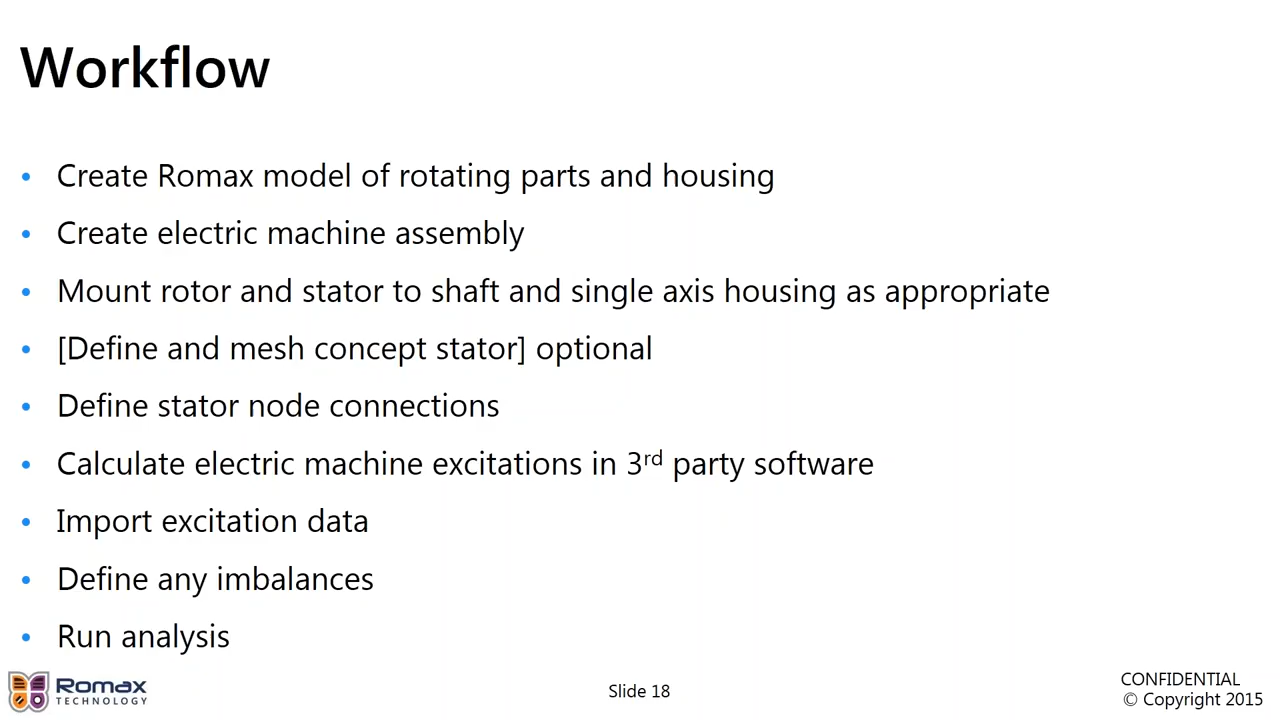 Workflow
• Create Romax model of rotating parts and housing
• Create electric machine assembly
• Mount rotor and stator to shaft and single axis housing as appropriate
• [Define and mesh concept stator] optional
• Define stator node connections
• Calculate electric machine excitations in 3rd party software
• Import excitation data
• Define any imbalances
• Run analysis
Romax
TECHNOLOGY
Slide 18
CONFIDENTIAL
© Copyright 2015